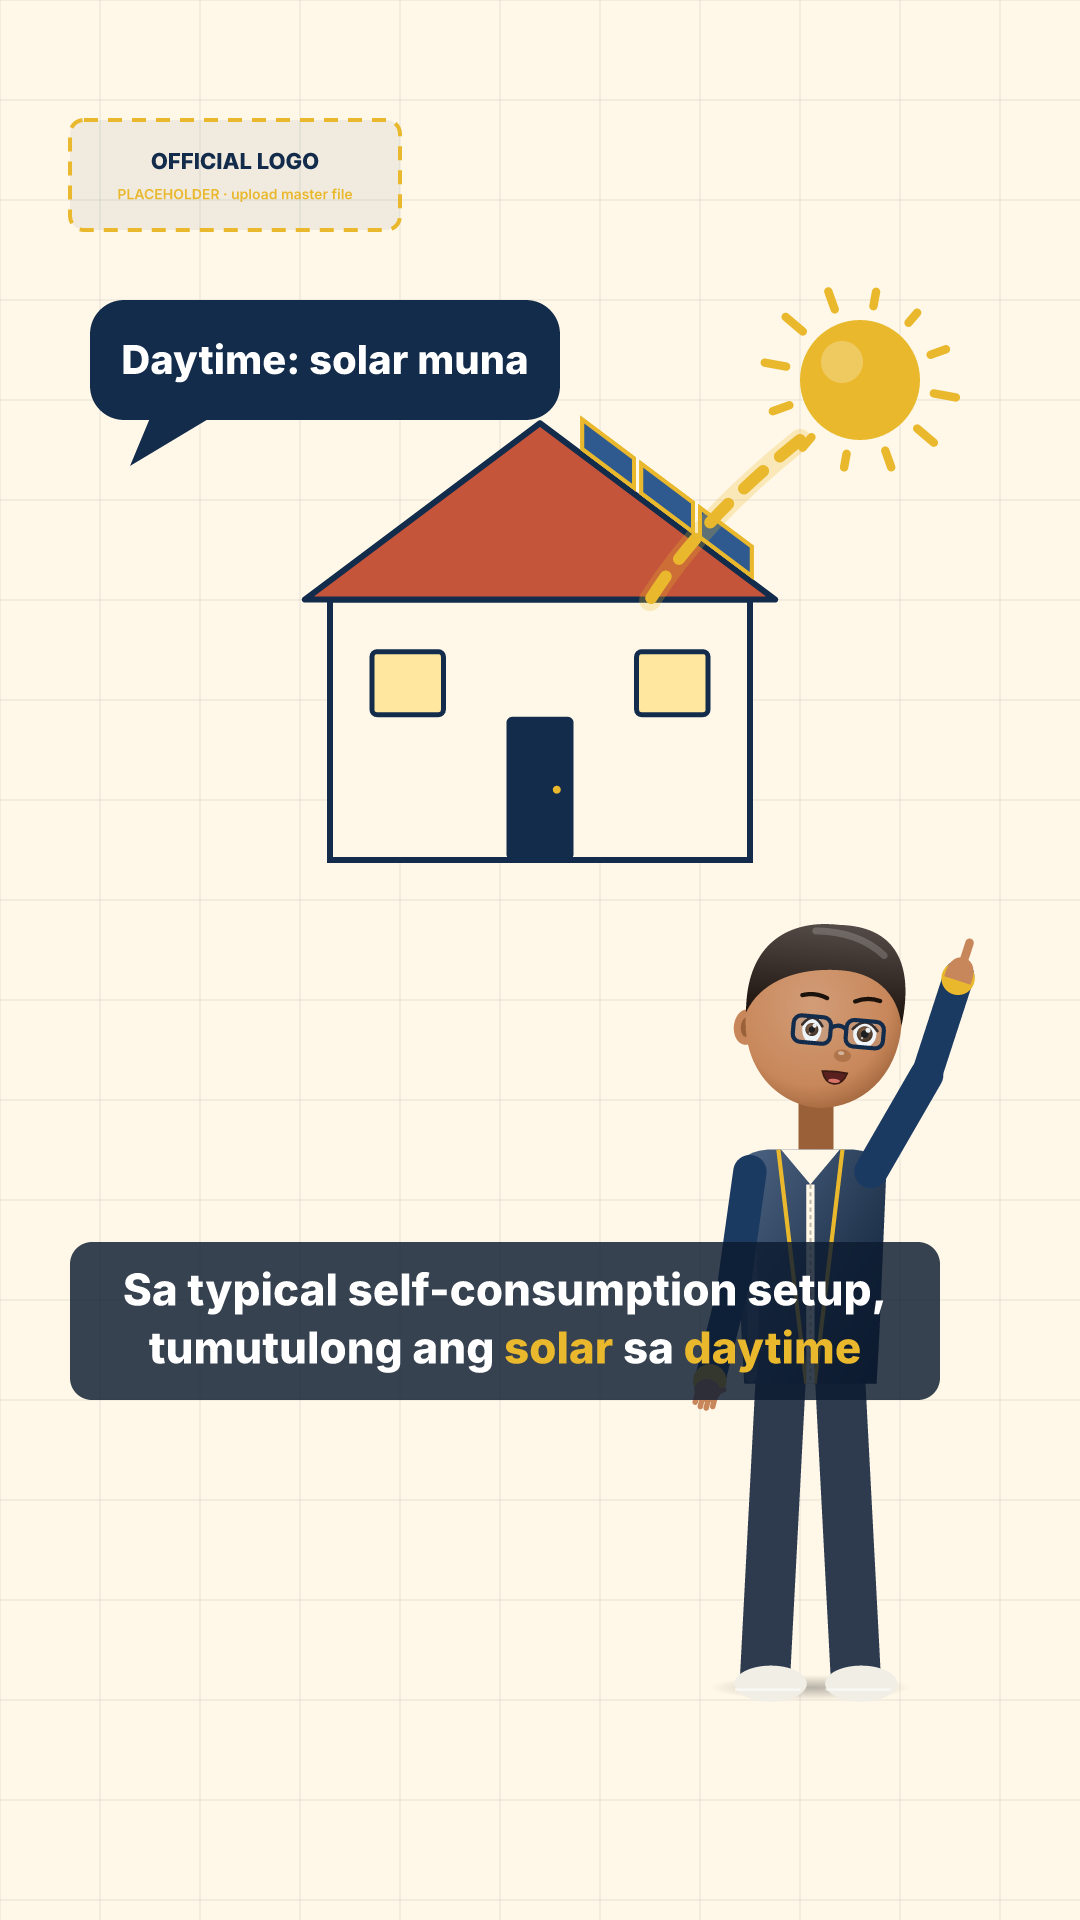 OFFICIAL LOGO
PLACEHOLDER · upload master file
Daytime: solar muna
Sa typical self-consumption setup,
tumutulong ang solar sa daytime